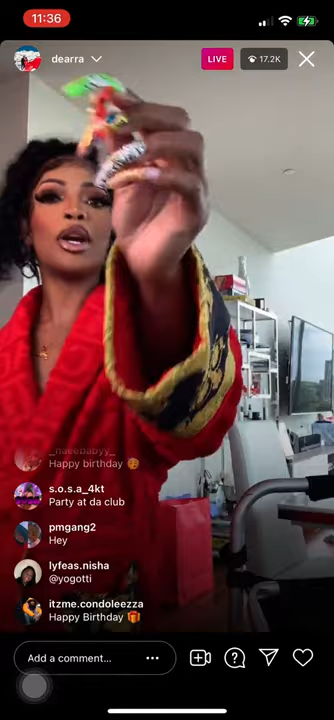 11:36
dearra
LIVE
17.2K
_naeebabyy_
Happy birthday 🥳
s.o.s.a_4kt
Party at da club
pmgang2
Hey
lyfeas.nisha
@yogotti
itzme.condoleezza
Happy Birthday 🎁
Add a comment...